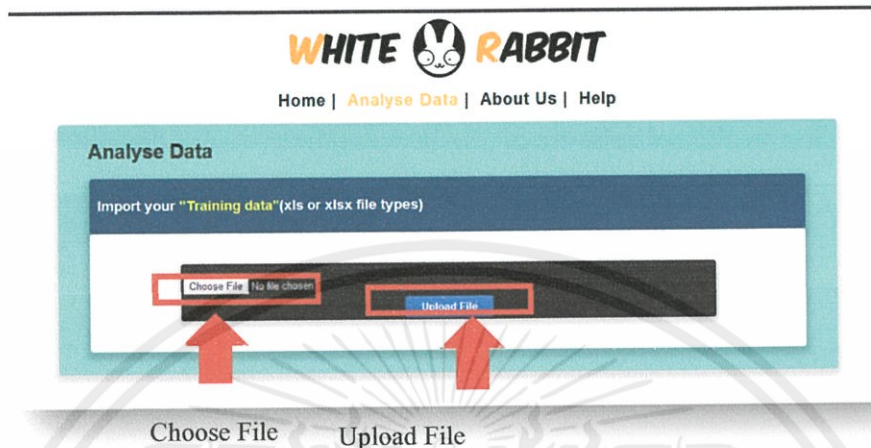 WHITE RABBIT
Home | Analyse Data | About Us | Help
Analyse Data
Import your "Training data"(xls or xlsx file types)
Choose File No file chosen
Upload File
Choose File Upload File